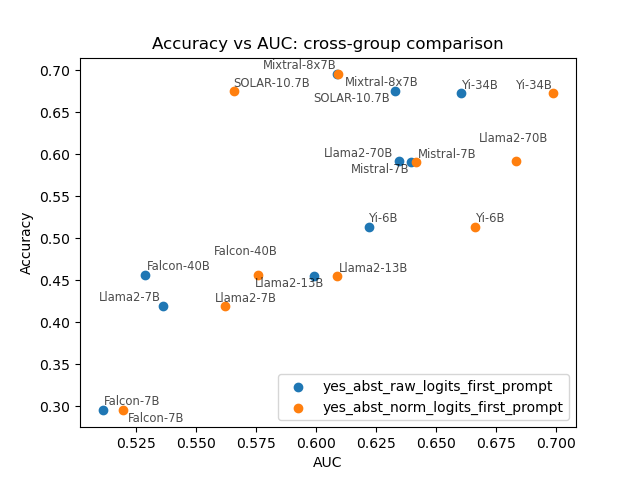 Accuracy vs AUC: cross-group comparison
Accuracy
0.70
0.65
0.60
0.55
0.50
0.45
0.40
0.35
0.30
Mixtral-8x7B
Mixtral-8x7B
SOLAR-10.7B
SOLAR-10.7B
Yi-34B
Yi-34B
Llama2-70B
Llama2-70B
Mistral-7B
Mistral-7B
Yi-6B
Yi-6B
Falcon-40B
Falcon-40B
Llama2-13B
Llama2-13B
Llama2-7B
Llama2-7B
Falcon-7B
Falcon-7B
yes_abst_raw_logits_first_prompt
yes_abst_norm_logits_first_prompt
0.525 0.550 0.575 0.600 0.625 0.650 0.675 0.700
AUC